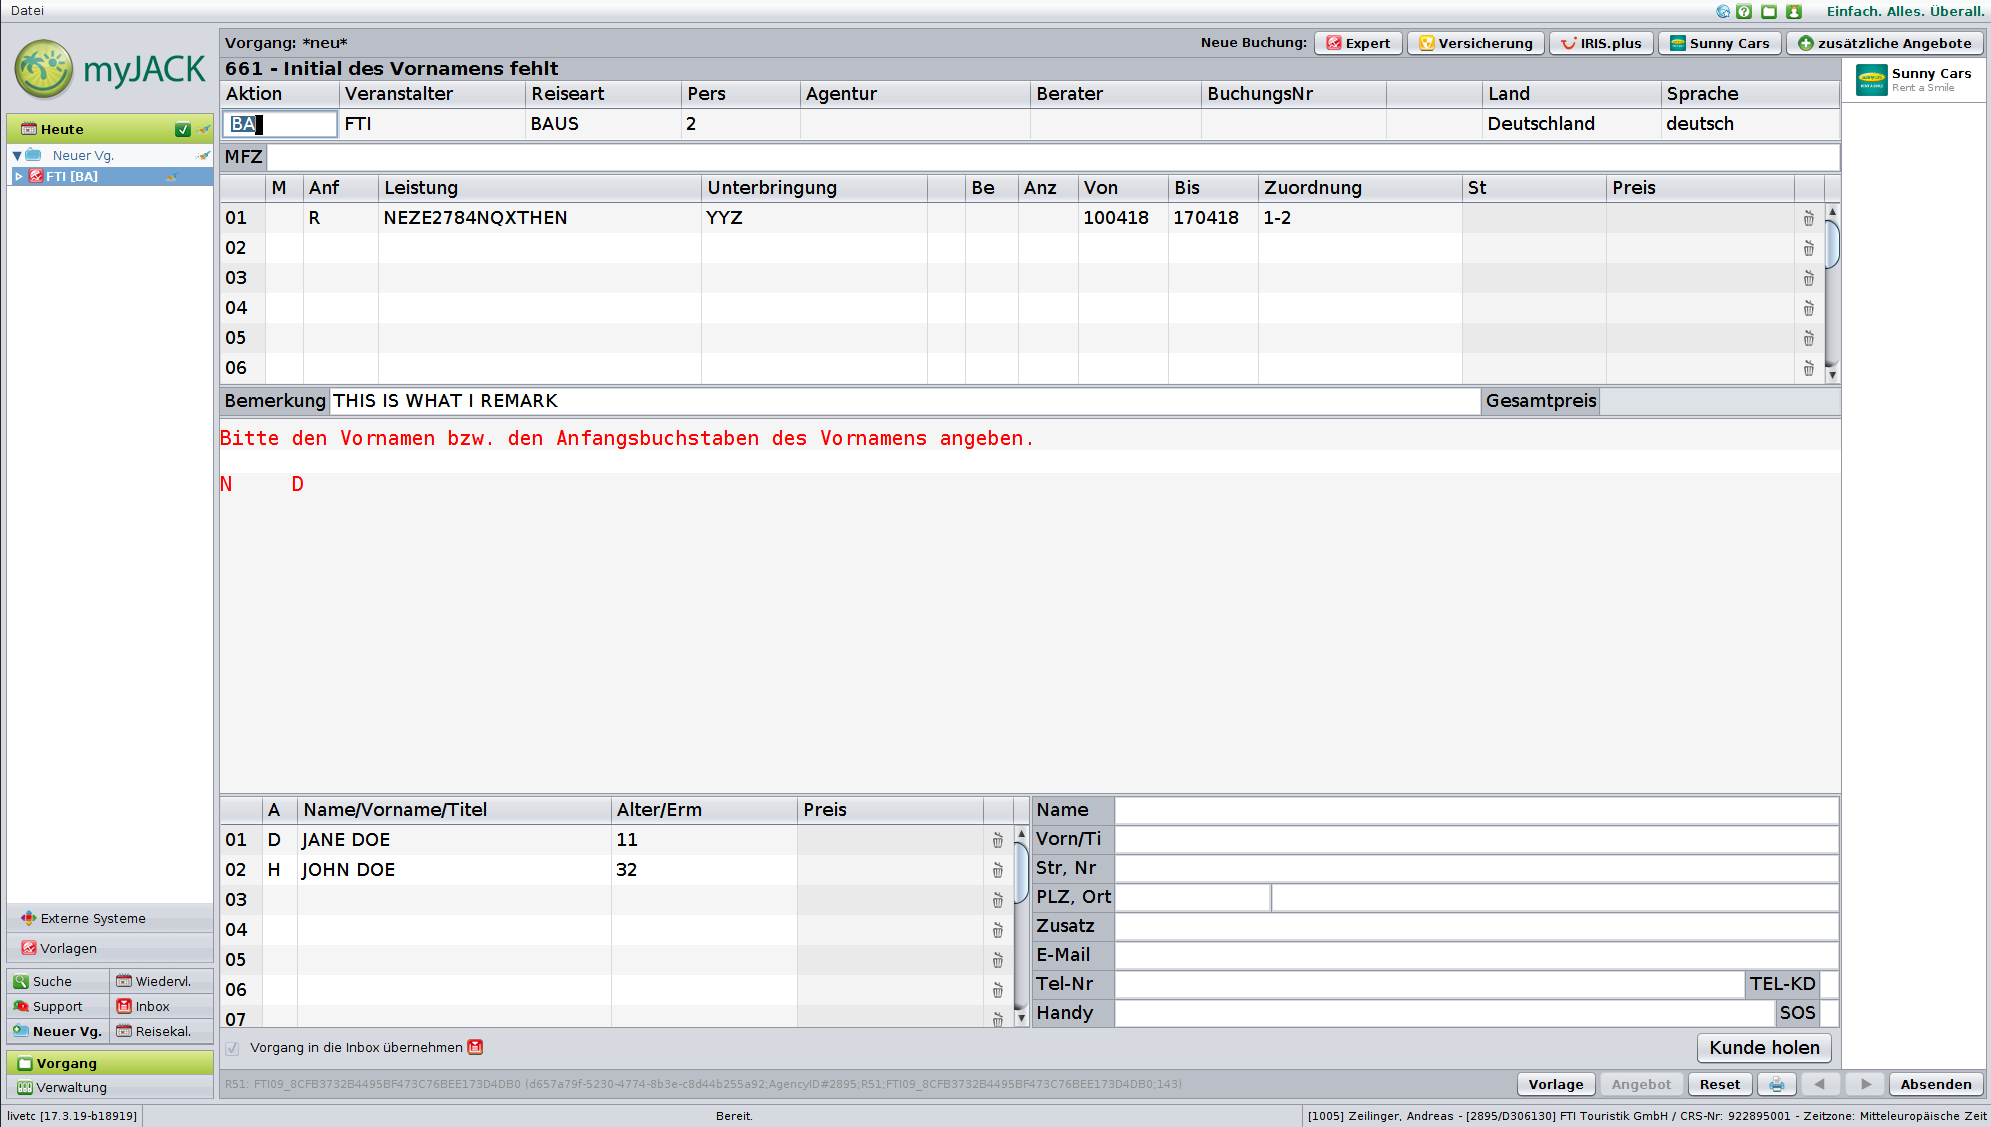 Datei
Einfach. Alles. Überall.
myJACK
Vorgang: *neu*
Neue Buchung:
Expert
Versicherung
IRIS.plus
Sunny Cars
zusätzliche Angebote
661 - Initial des Vornamens fehlt
Sunny Cars
Rent a Smile
Aktion Veranstalter Reiseart Pers Agentur Berater BuchungsNr Land Sprache
BA FTI BAUS 2 Deutschland deutsch
MFZ
Heute
Neuer Vg.
FTI [BA]
M Anf Leistung Unterbringung Be Anz Von Bis Zuordnung St Preis
01 R NEZE2784NQXTHEN YYZ 100418 170418 1-2
02
03
04
05
06
Bemerkung THIS IS WHAT I REMARK Gesamtpreis
Bitte den Vornamen bzw. den Anfangsbuchstaben des Vornamens angeben.
N D
A Name/Vorname/Titel Alter/Erm Preis
01 D JANE DOE 11
02 H JOHN DOE 32
03
04
05
06
07
Name
Vorn/Ti
Str, Nr
PLZ, Ort
Zusatz
E-Mail
Tel-Nr TEL-KD
Handy SOS
Externe Systeme
Vorlagen
Suche Wiedervl.
Support Inbox
Neuer Vg. Reisekal.
Vorgang
Verwaltung
Vorgang in die Inbox übernehmen
Kunde holen
R51: FTI09_8CFB3732B4495BF473C76BEE173D4DB0 (d657a79f-5230-4774-8b3e-c8d44b255a92;AgencyID#2895;R51;FTI09_8CFB3732B4495BF473C76BEE173D4DB0;143)
Vorlage Angebot Reset Absenden
livetc [17.3.19-b18919]
Bereit.
[1005] Zeilinger, Andreas - [2895/D306130] FTI Touristik GmbH / CRS-Nr: 922895001 - Zeitzone: Mitteleuropäische Zeit